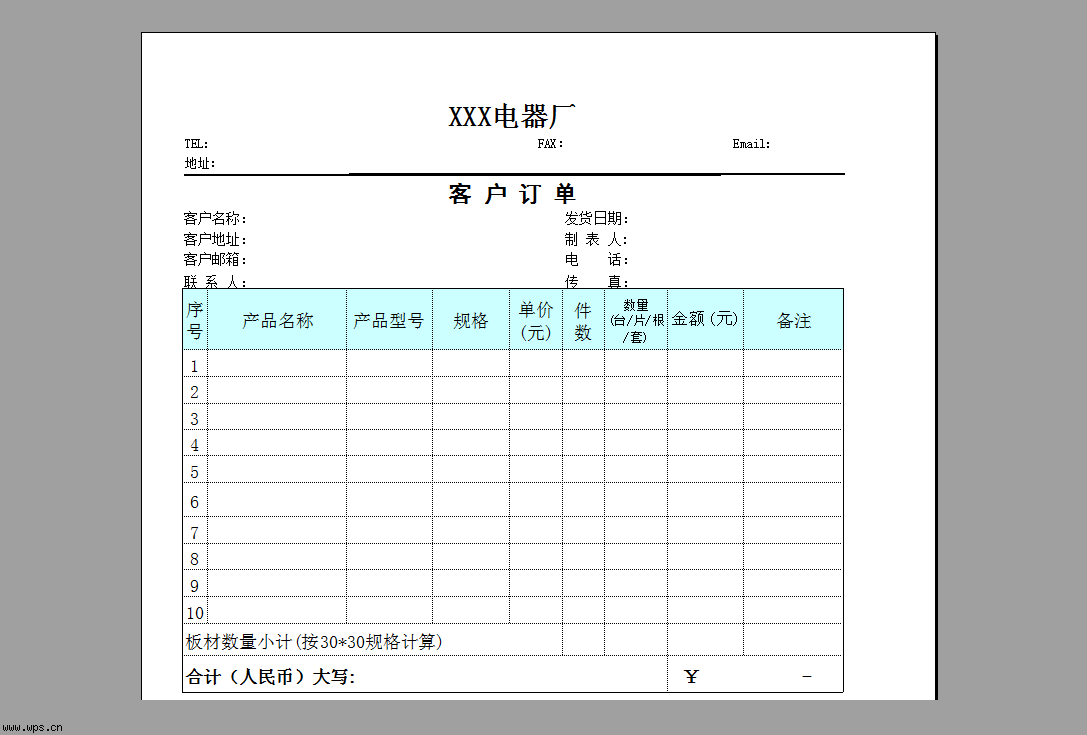 XXX电器厂
TEL: FAX: Email:
地址:
客 户 订 单
客户名称: 发货日期:
客户地址: 制 表 人:
客户邮箱: 电 话:
联 系 人: 传 真:
序号 产品名称 产品型号 规格 单价(元) 件数 数量(台/片/根/套) 金额(元) 备注
1
2
3
4
5
6
7
8
9
10
板材数量小计(按30*30规格计算)
合计（人民币）大写: ¥ -
www.wps.cn